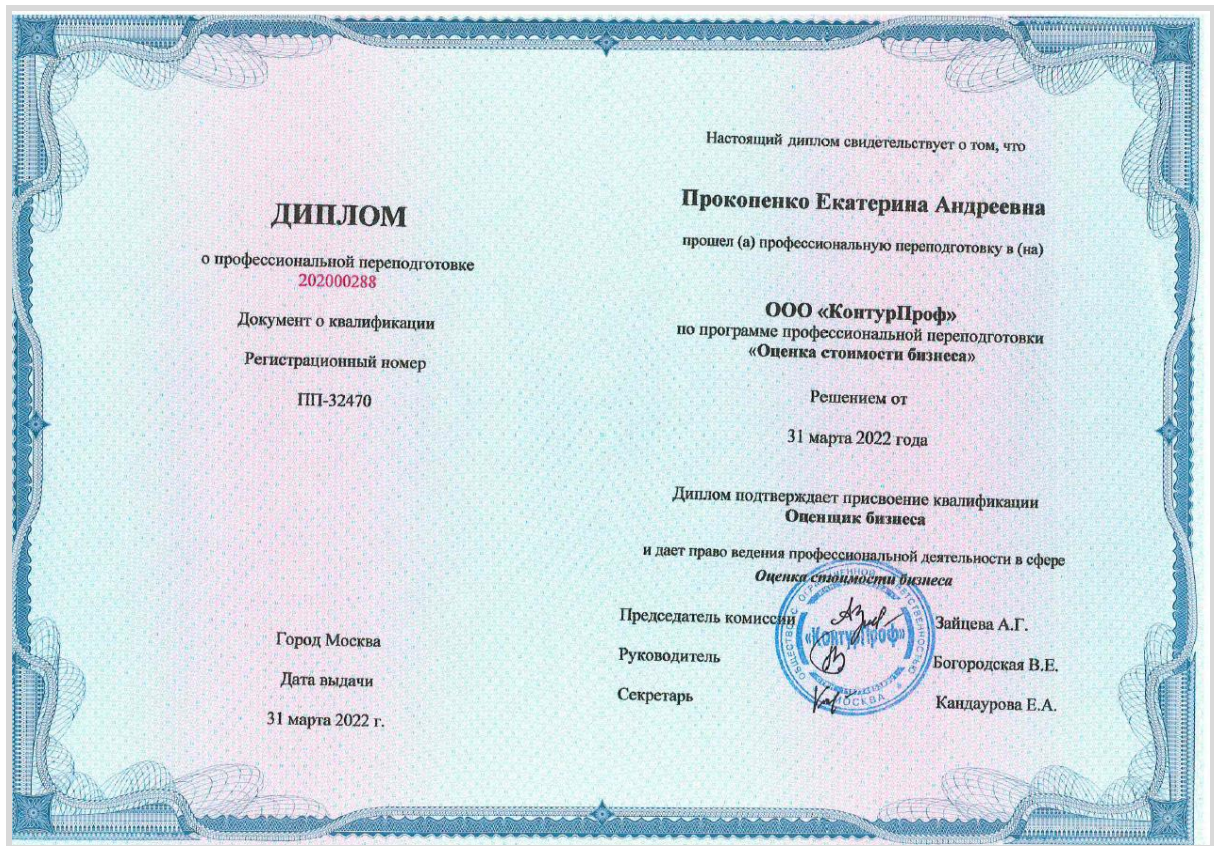 ДИПЛОМ
о профессиональной переподготовке
202000288
Документ о квалификации
Регистрационный номер
ПП-32470
Город Москва
Дата выдачи
31 марта 2022 г.
Настоящий диплом свидетельствует о том, что
Прокопенко Екатерина Андреевна
прошел (а) профессиональную переподготовку в (на)
ООО «КонтурПроф»
по программе профессиональной переподготовки
«Оценка стоимости бизнеса»
Решением от
31 марта 2022 года
Диплом подтверждает присвоение квалификации
Оценщик бизнеса
и дает право ведения профессиональной деятельности в сфере
Оценка стоимости бизнеса
Председатель комиссии Зайцева А.Г.
Руководитель Богородская В.Е.
Секретарь Кандаурова Е.А.
ОБЩЕСТВО С ОГРАНИЧЕННОЙ ОТВЕТСТВЕННОСТЬЮ
«КонтурПроф»
МОСКВА